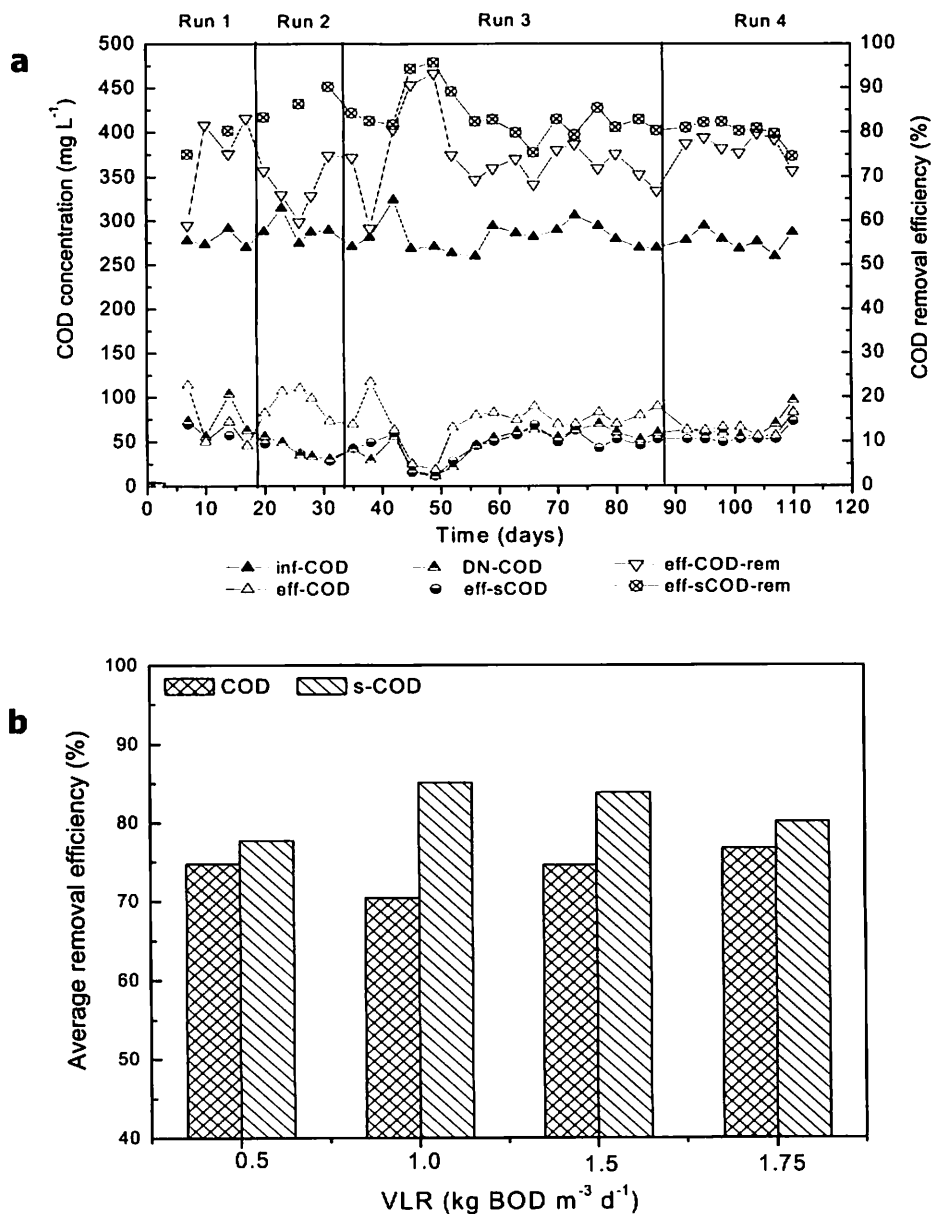 Run 1 Run 2 Run 3 Run 4
a
500 100
450 90
400 80
350 70
300 60
250 50
200 40
150 30
100 20
50 10
0 0
COD concentration (mg L⁻¹)
COD removal efficiency (%)
0 10 20 30 40 50 60 70 80 90 100 110 120
Time (days)
inf-COD DN-COD eff-COD-rem
eff-COD eff-sCOD eff-sCOD-rem
b
100
90
80
70
60
50
40
COD s-COD
Average removal efficiency (%)
0.5 1.0 1.5 1.75
VLR (kg BOD m⁻³ d⁻¹)